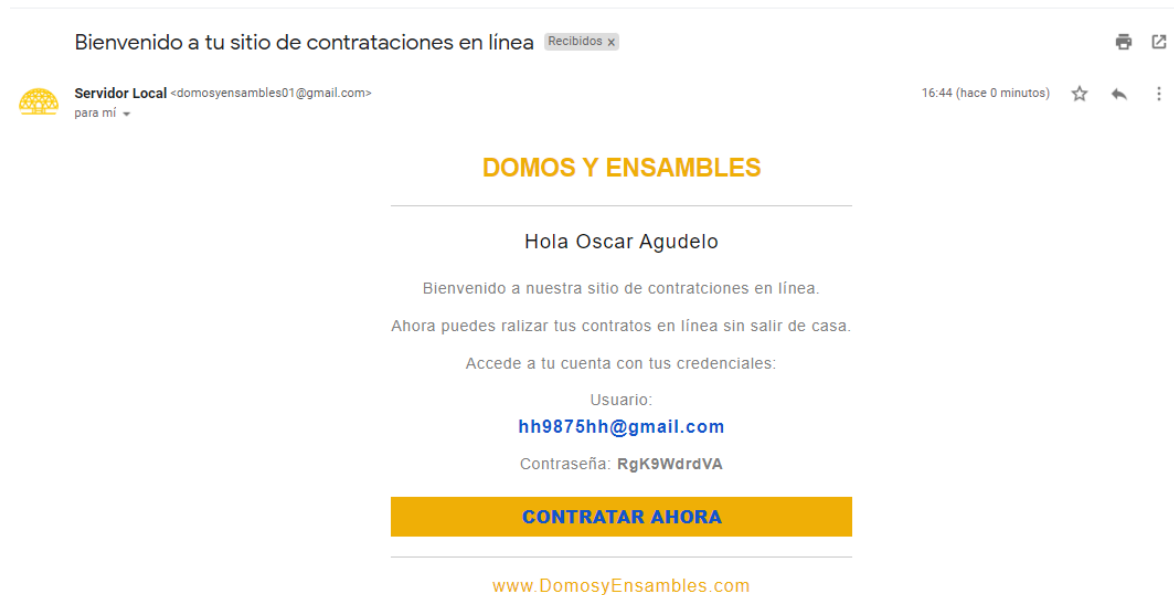 Bienvenido a tu sitio de contrataciones en línea Recibidos x
Servidor Local <domosyensambles01@gmail.com> 16:44 (hace 0 minutos)
para mí
DOMOS Y ENSAMBLES
Hola Oscar Agudelo
Bienvenido a nuestra sitio de contratciones en línea.
Ahora puedes ralizar tus contratos en línea sin salir de casa.
Accede a tu cuenta con tus credenciales:
Usuario:
hh9875hh@gmail.com
Contraseña: RgK9WdrdVA
CONTRATAR AHORA
www.DomosyEnsambles.com